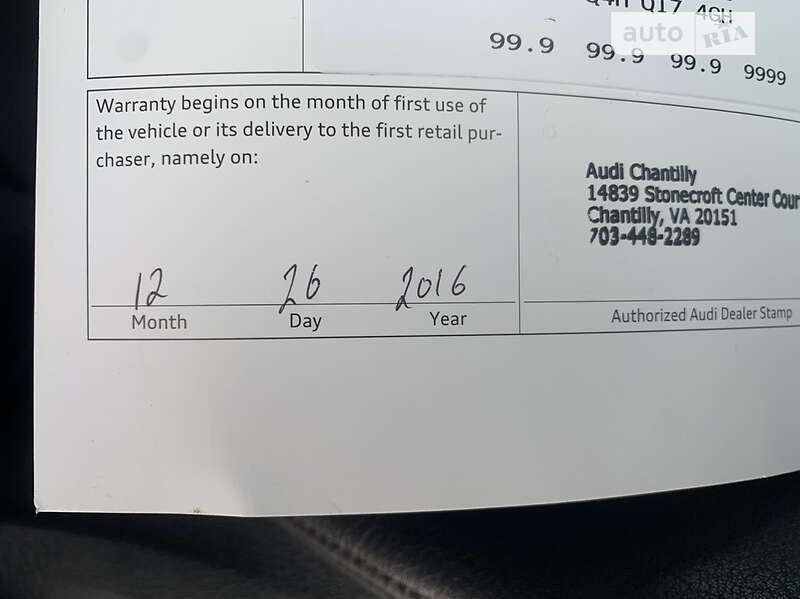 Q17 4GH
auto RIA
99.9 99.9 99.9 9999
Warranty begins on the month of first use of
the vehicle or its delivery to the first retail pur-
chaser, namely on:
12 26 2016
Month Day Year
Audi Chantilly
14839 Stonecroft Center Cour
Chantilly, VA 20151
703-448-2289
Authorized Audi Dealer Stamp